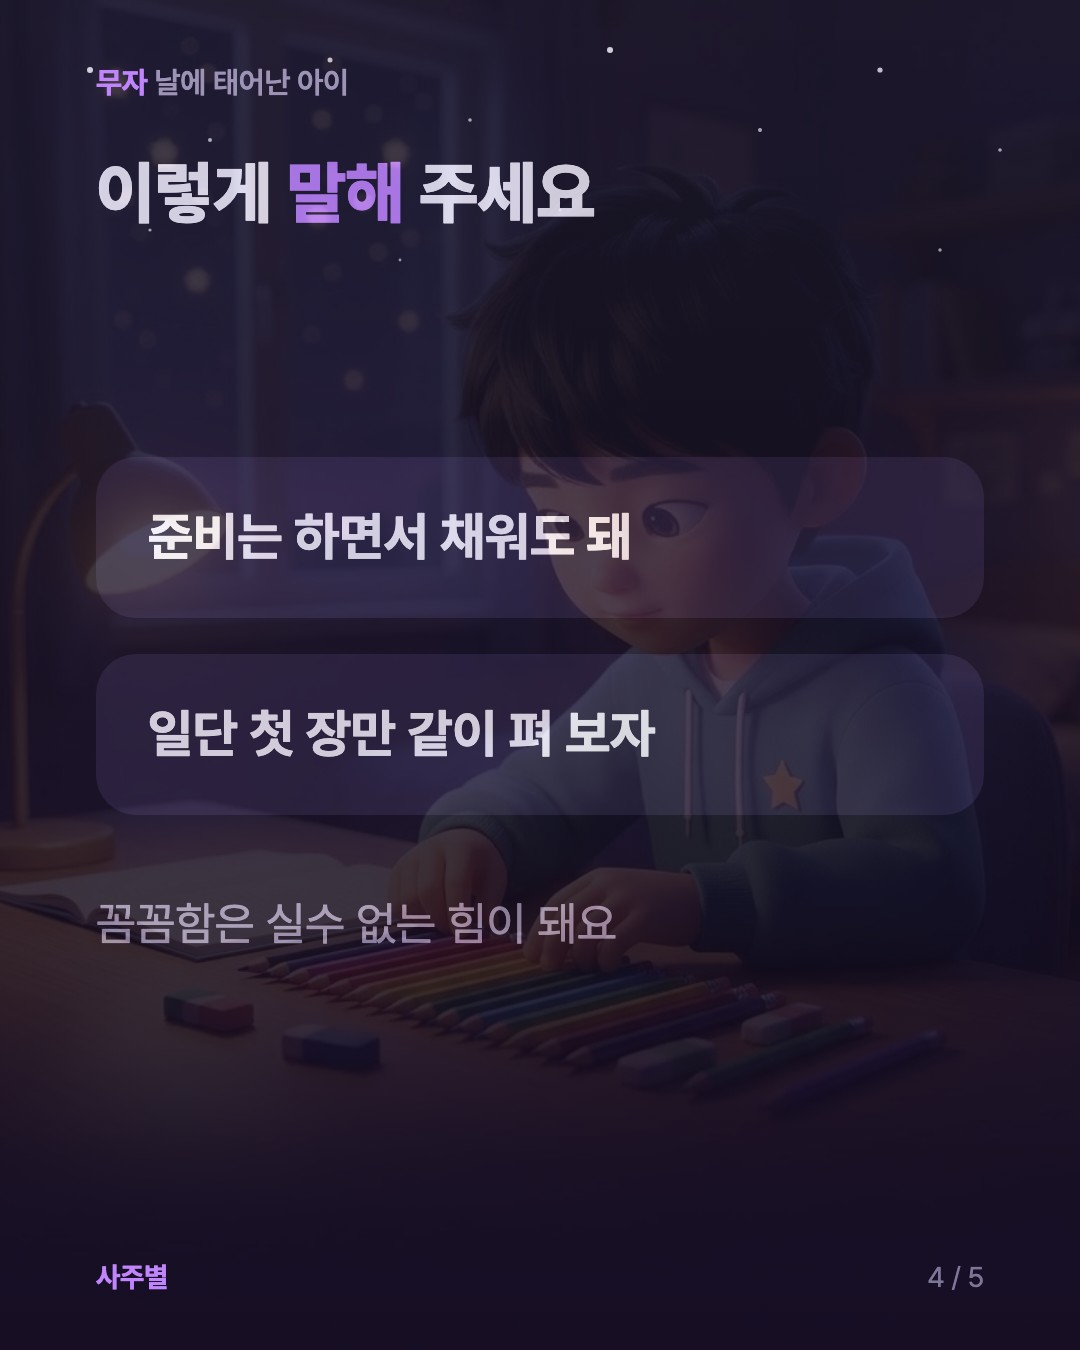 무자 날에 태어난 아이
이렇게 말해 주세요
준비는 하면서 채워도 돼
일단 첫 장만 같이 펴 보자
꼼꼼함은 실수 없는 힘이 돼요
사주별
4 / 5